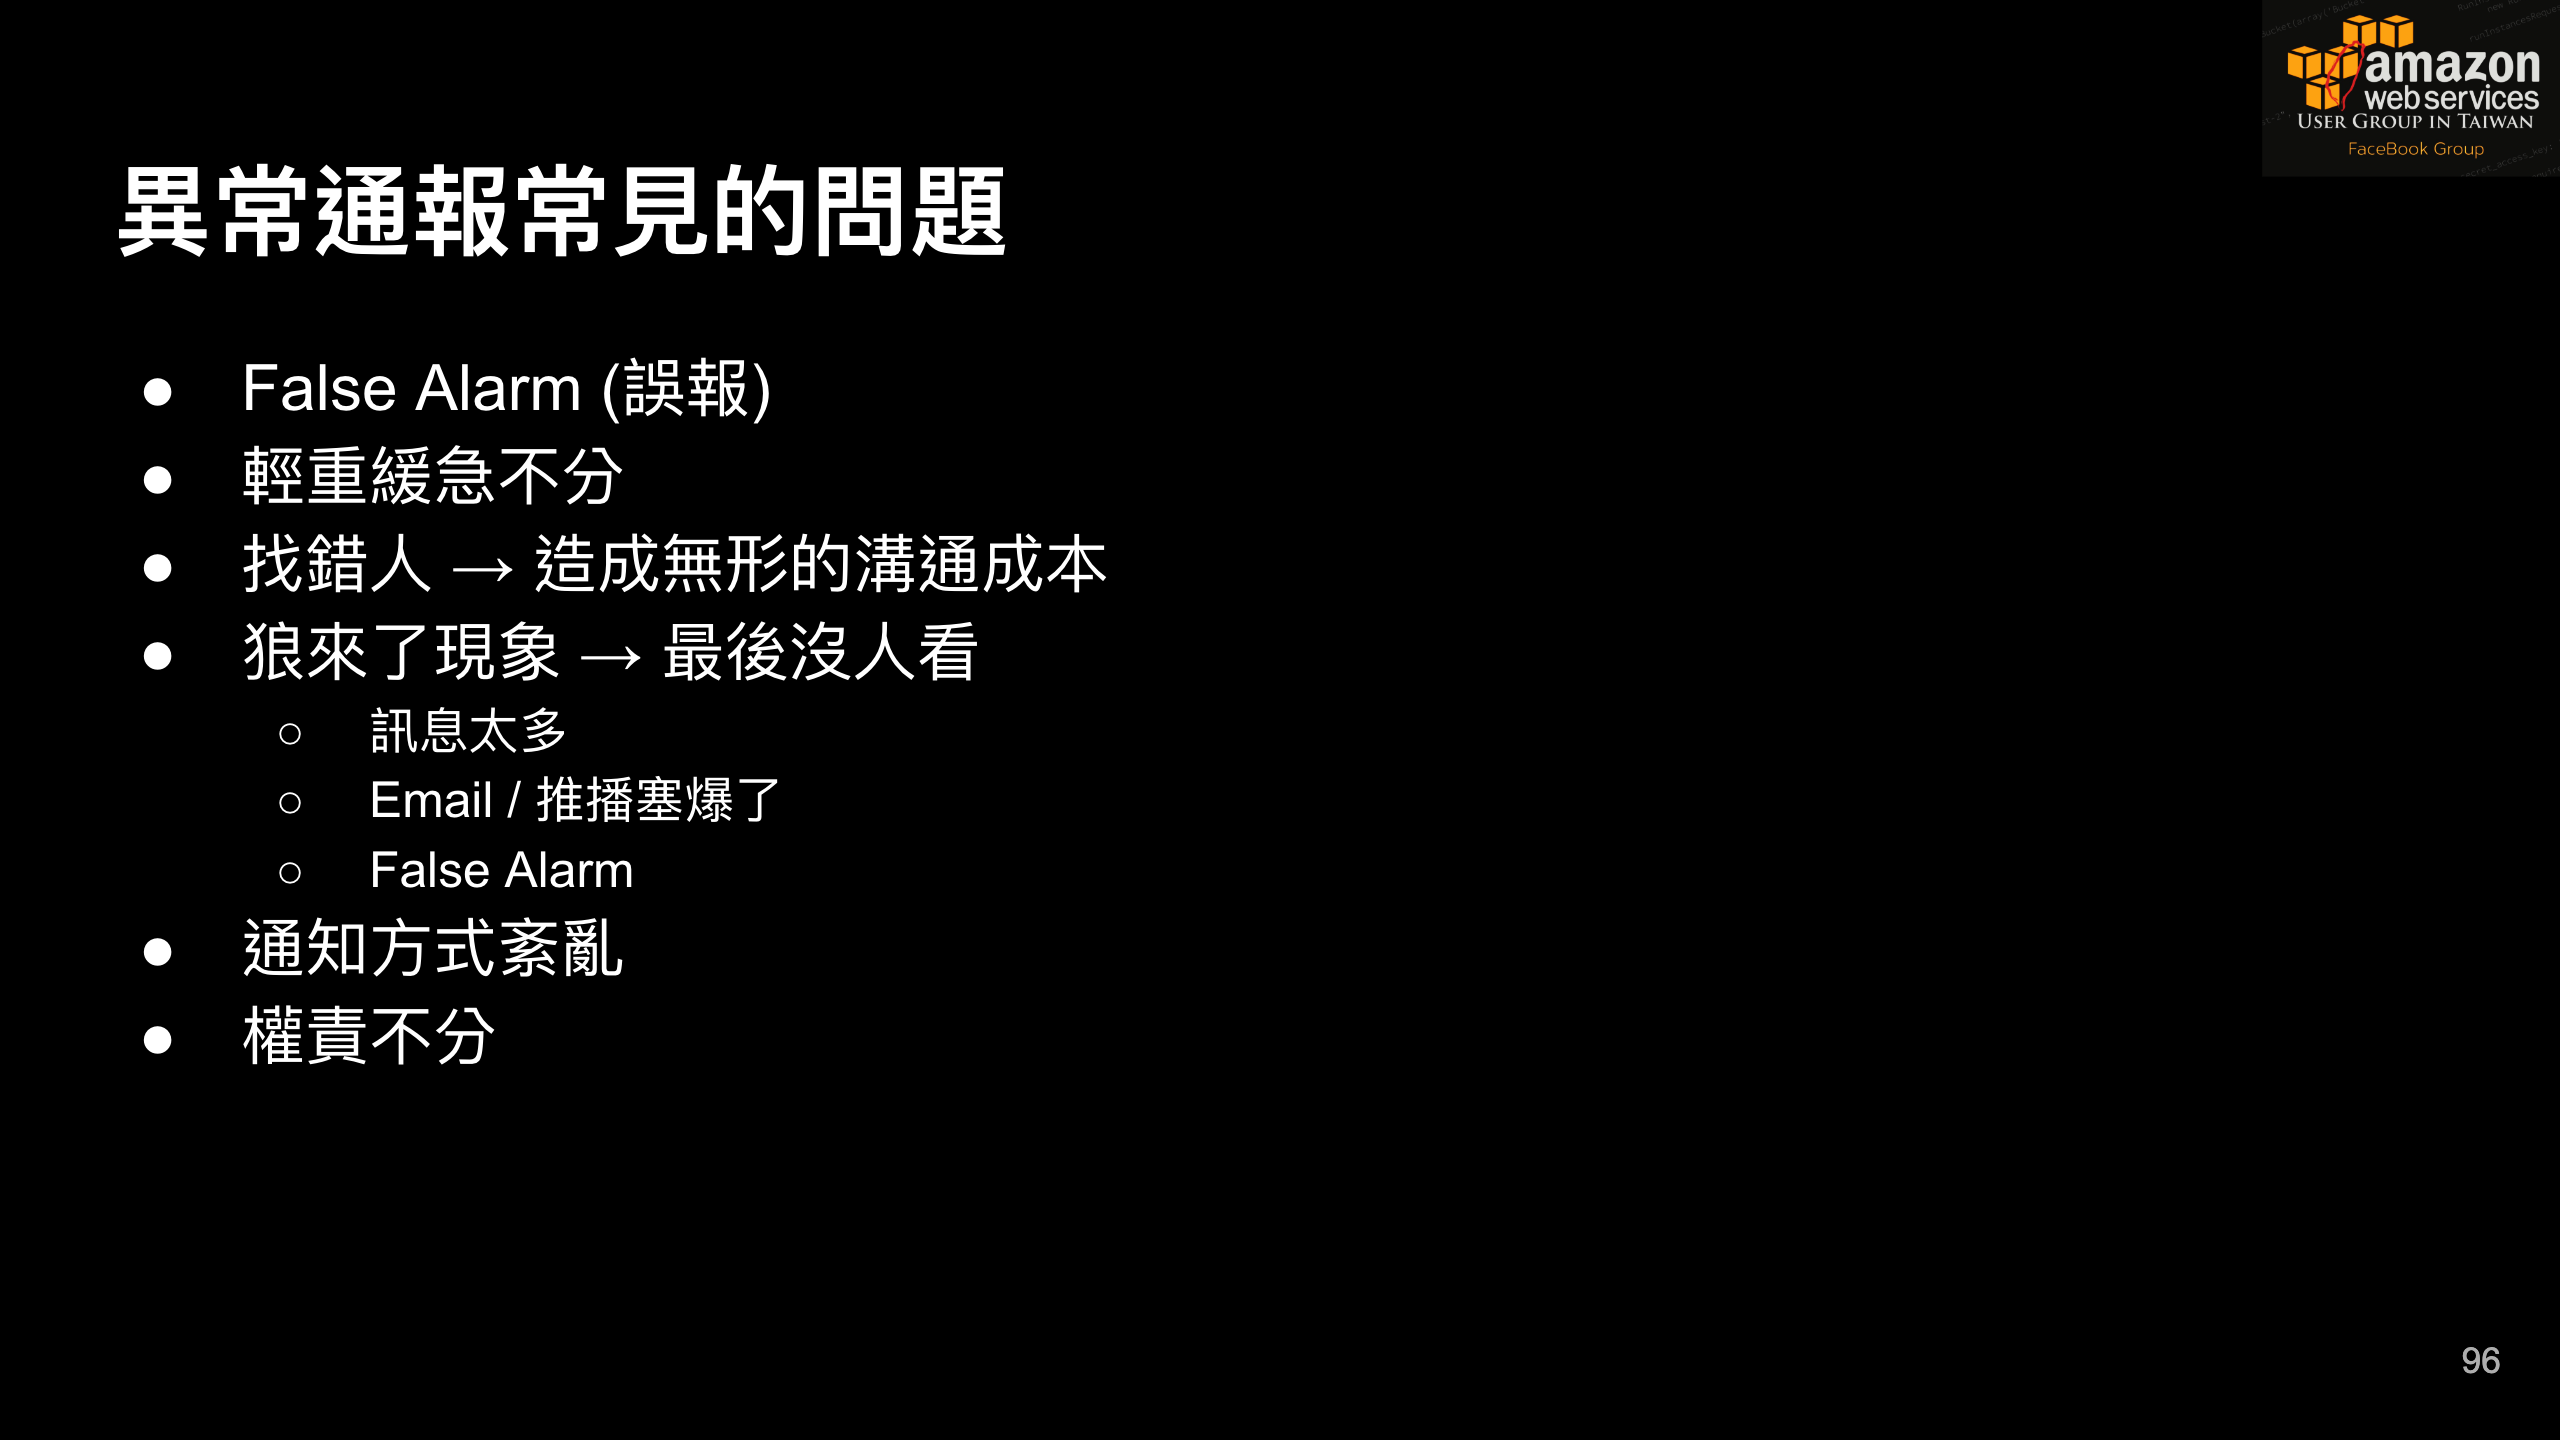 amazon
web services
USER GROUP IN TAIWAN
FaceBook Group
異常通報常見的問題
● False Alarm (誤報)
● 輕重緩急不分
● 找錯人 → 造成無形的溝通成本
● 狼來了現象 → 最後沒人看
○ 訊息太多
○ Email / 推播塞爆了
○ False Alarm
● 通知方式紊亂
● 權責不分
96